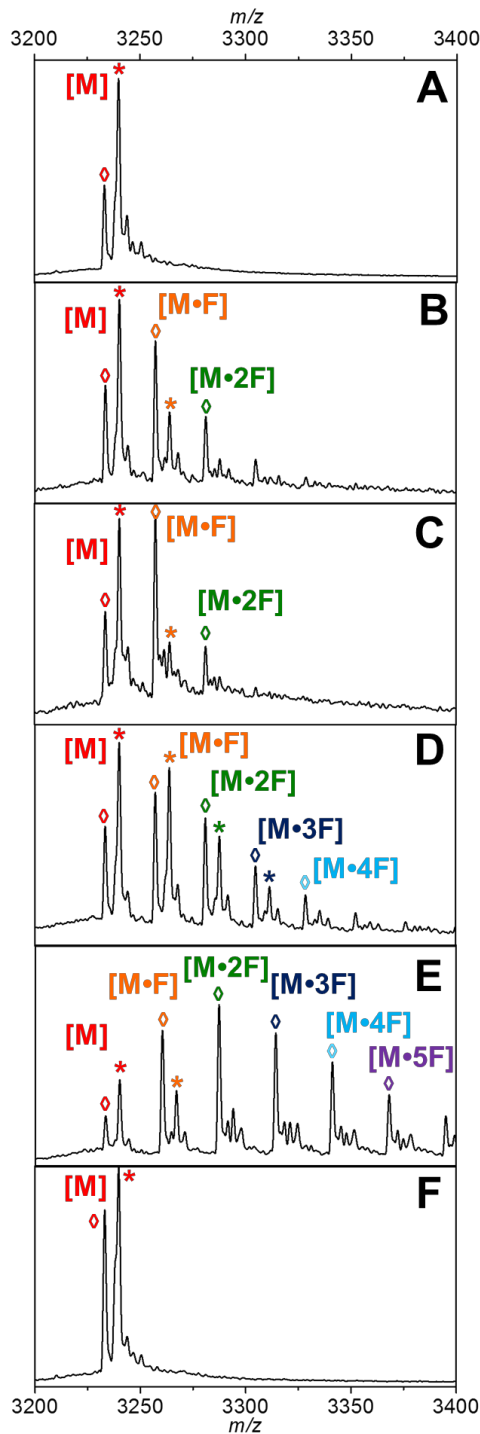 m/z
3200 3250 3300 3350 3400
[M] * A
◊
[M] * [M•F] B
◊ ◊ * [M•2F]
◊
[M] * ◊ [M•F] C
◊ * [M•2F]
◊
[M] * * [M•F] D
◊ ◊ [M•2F]
◊ * [M•3F]
◊ * [M•4F]
◊
[M•2F] E
[M•F] ◊ [M•3F]
[M] ◊ ◊ [M•4F]
* ◊ [M•5F]
◊ * ◊
[M] * F
◊
3200 3250 3300 3350 3400
m/z